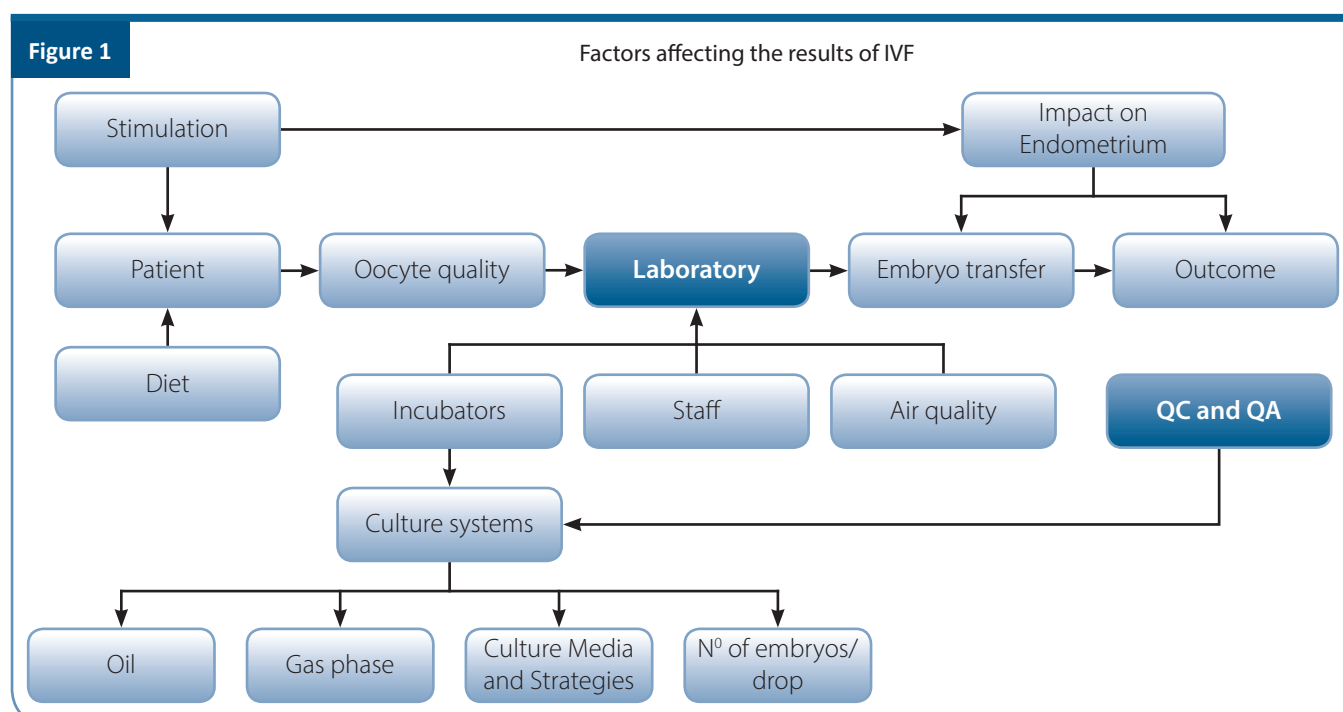 Figure 1
Factors affecting the results of IVF
Stimulation
Impact on
Endometrium
Patient
Oocyte quality
Laboratory
Embryo transfer
Outcome
Diet
Incubators
Staff
Air quality
QC and QA
Culture systems
Oil
Gas phase
Culture Media
and Strategies
N⁰ of embryos/
drop